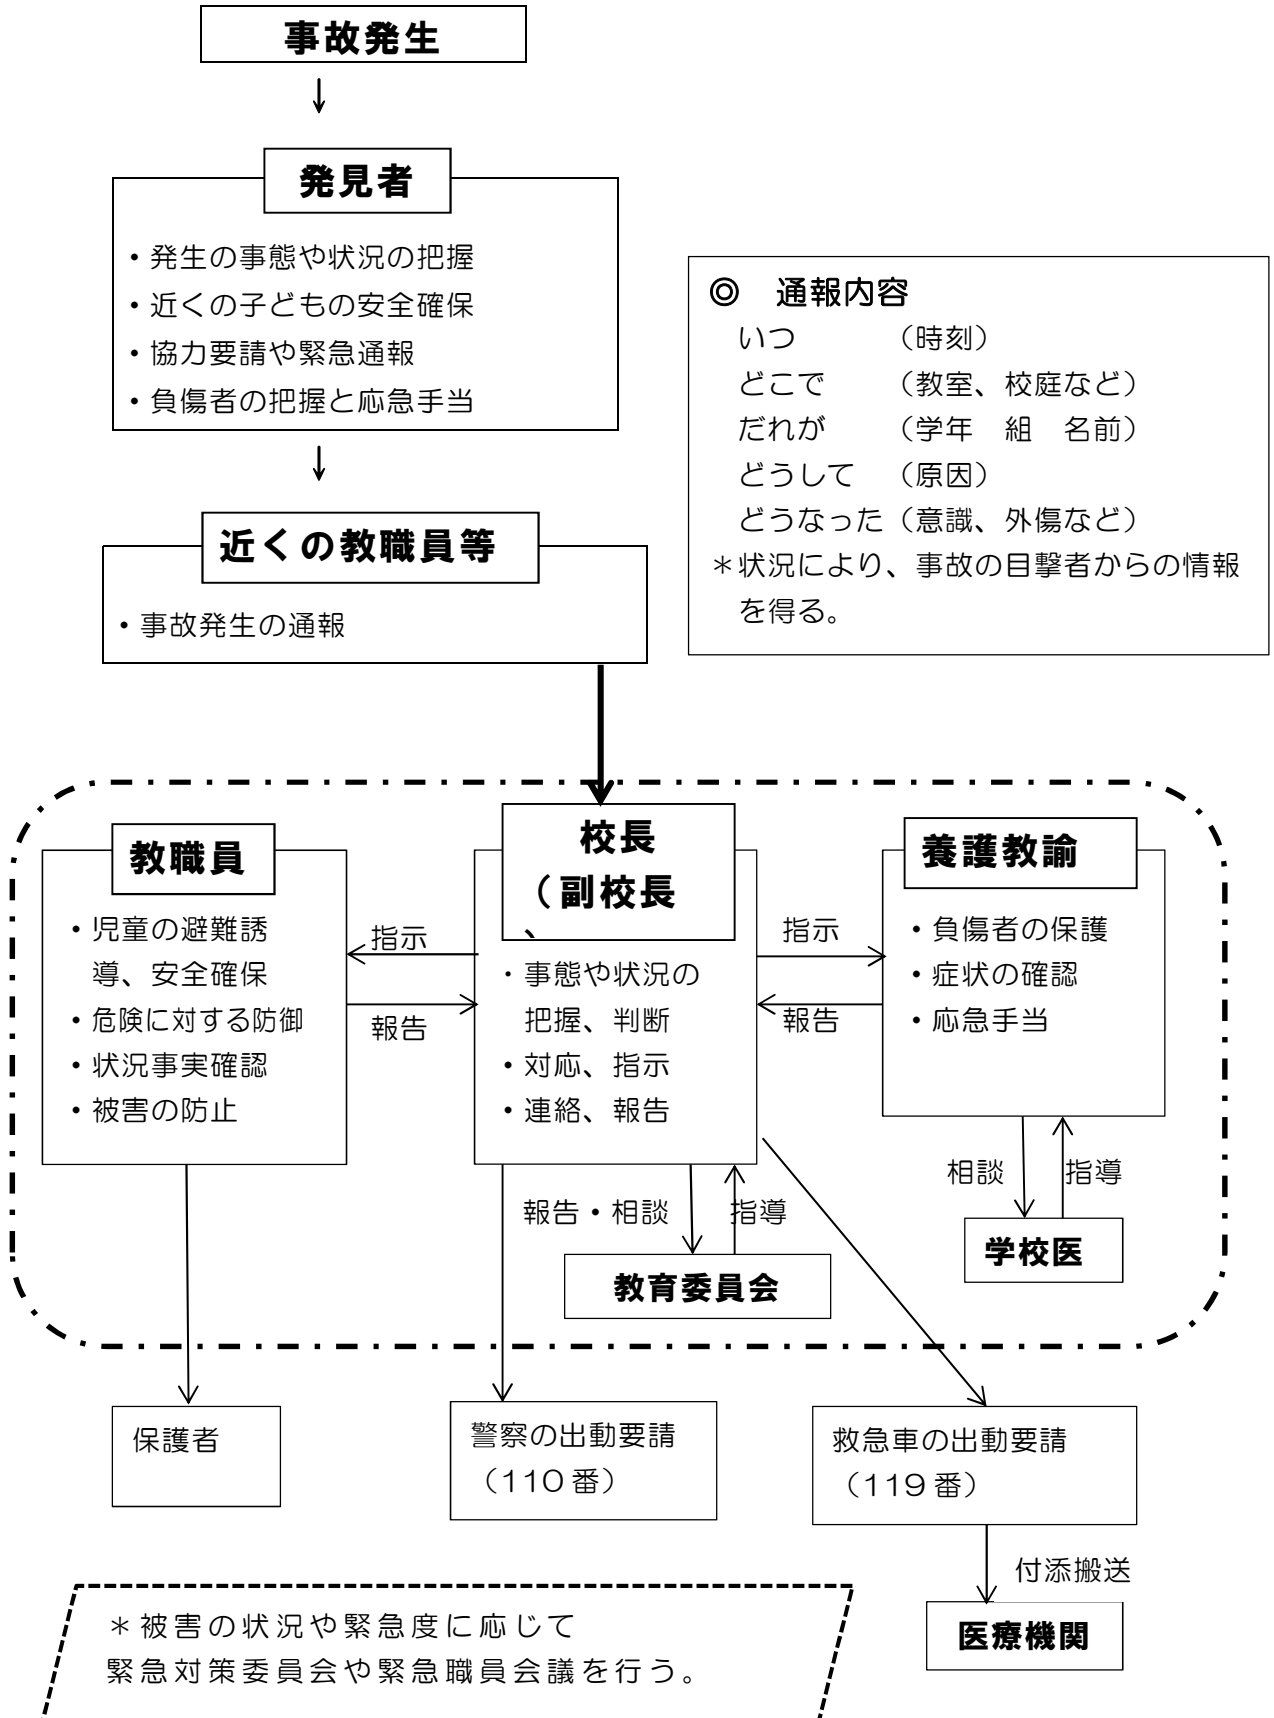 事故発生
発見者
・発生の事態や状況の把握
・近くの子どもの安全確保
・協力要請や緊急通報
・負傷者の把握と応急手当
◎　通報内容
いつ　　　（時刻）
どこで　　（教室、校庭など）
だれが　　（学年　組　名前）
どうして　（原因）
どうなった（意識、外傷など）
＊状況により、事故の目撃者からの情報
を得る。
近くの教職員等
・事故発生の通報
教職員
・児童の避難誘
導、安全確保
・危険に対する防御
・状況事実確認
・被害の防止
指示
報告
校長
（副校長
、
・事態や状況の
把握、判断
・対応、指示
・連絡、報告
指示
報告
養護教諭
・負傷者の保護
・症状の確認
・応急手当
報告・相談
指導
教育委員会
相談
指導
学校医
保護者
警察の出動要請
（110番）
救急車の出動要請
（119番）
付添搬送
医療機関
＊被害の状況や緊急度に応じて
緊急対策委員会や緊急職員会議を行う。